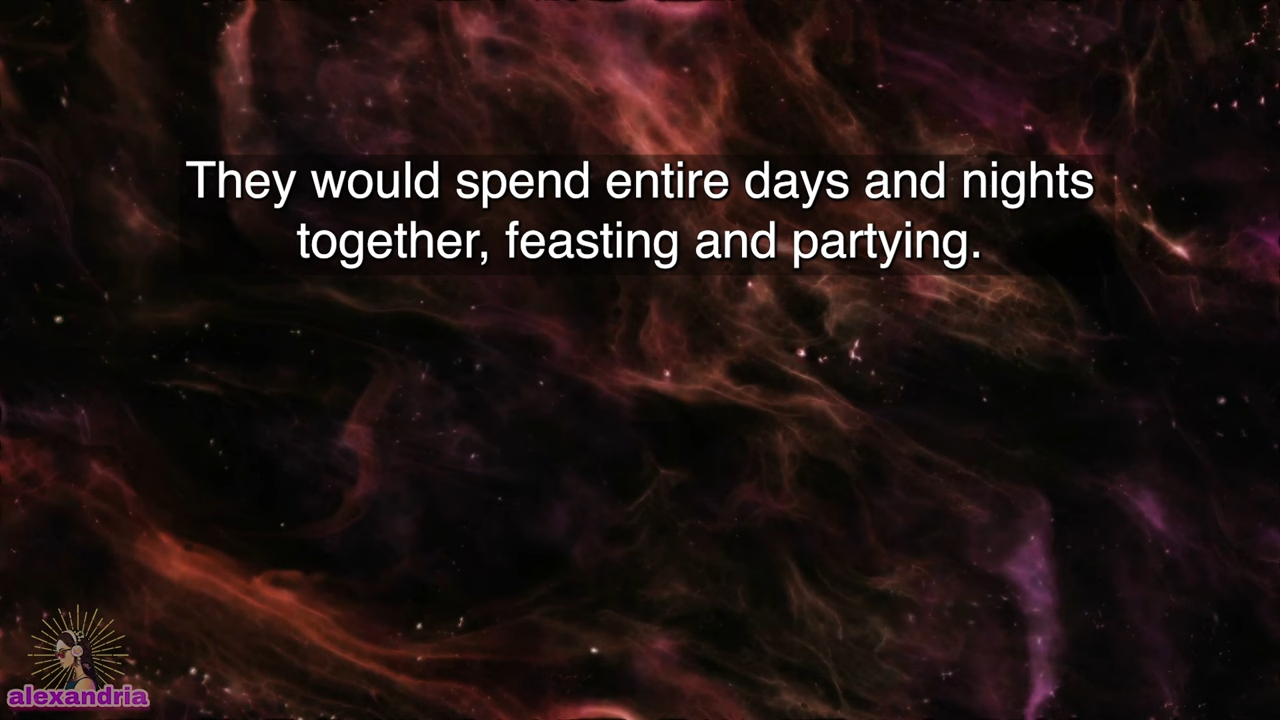 They would spend entire days and nights
together, feasting and partying.
alexandria